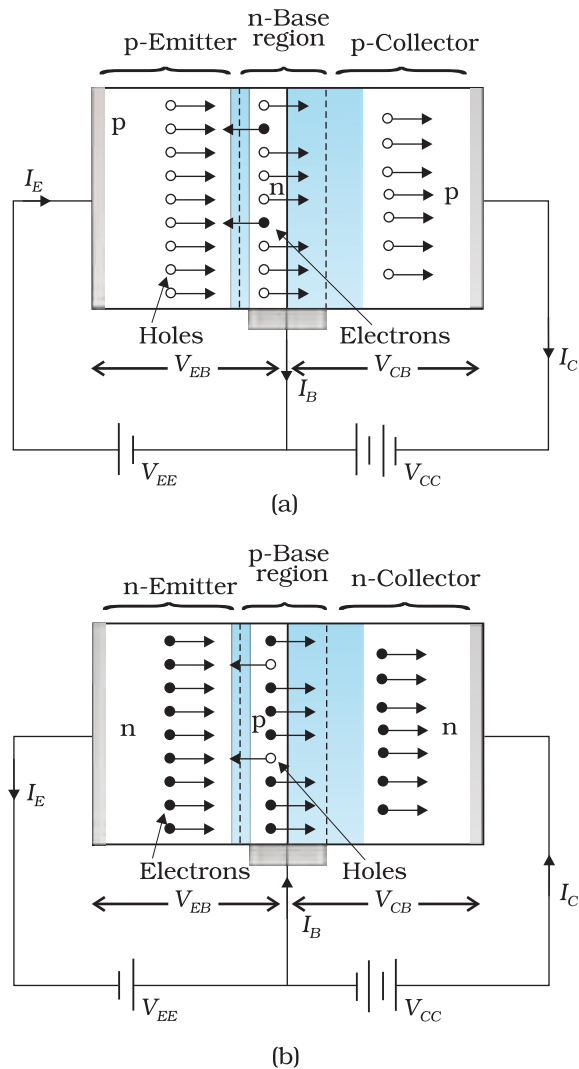 n-Base
p-Emitter region p-Collector
p
n
p
I_E
Holes
Electrons
V_EB
V_CB
I_B
I_C
V_EE
V_CC
(a)
p-Base
n-Emitter region n-Collector
n
p
n
I_E
Electrons
Holes
V_EB
V_CB
I_B
I_C
V_EE
V_CC
(b)